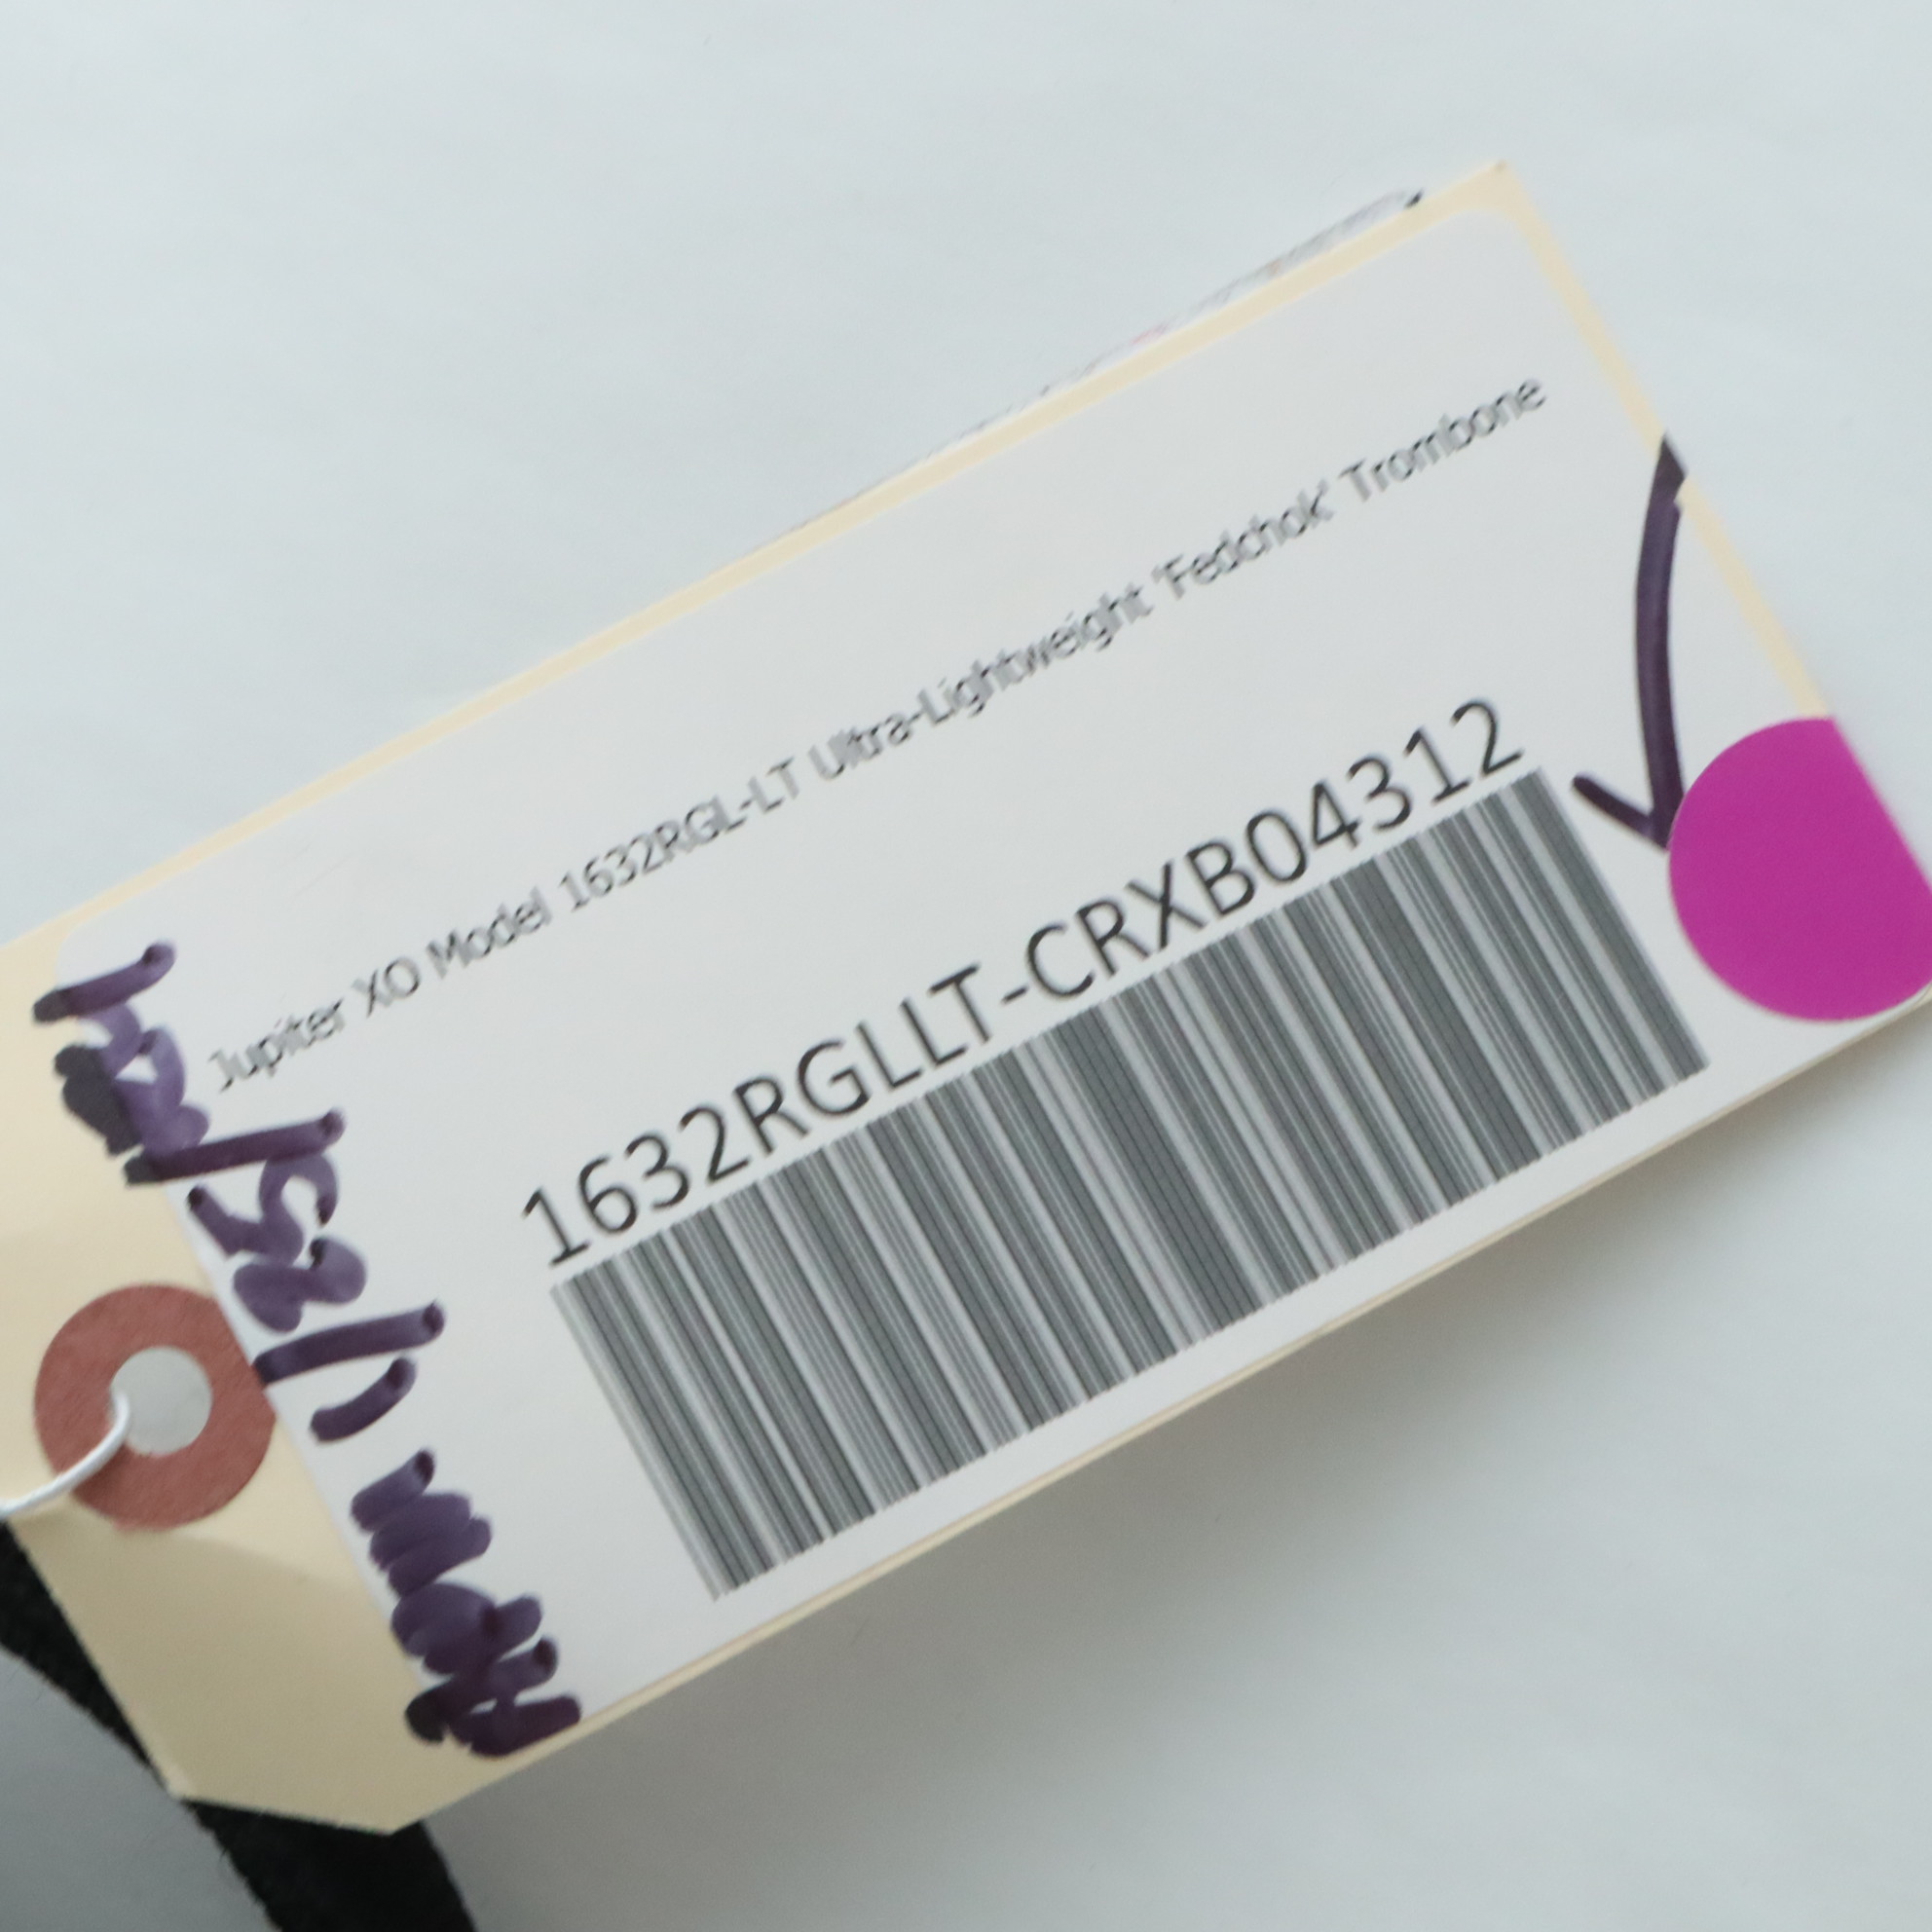 Jupiter XO Model 1632RGL-LT Ultra-Lightweight 'Fedchok' Trombone
1632RGLLT-CRXB04312